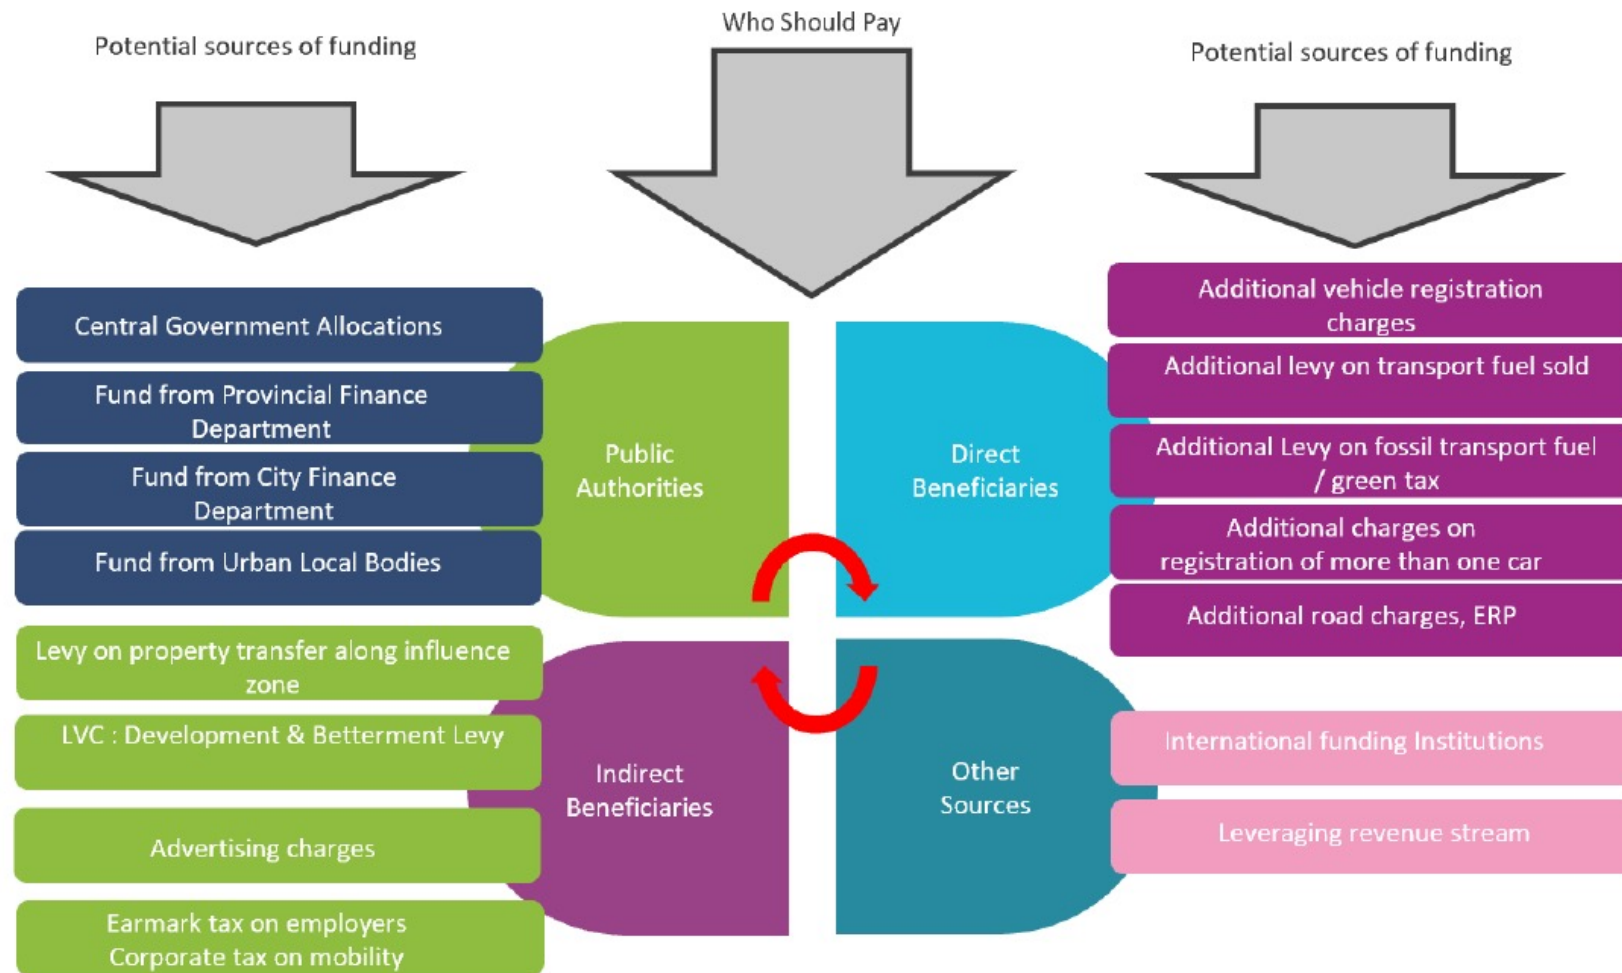 Who Should Pay
Potential sources of funding
Potential sources of funding
Central Government Allocations
Fund from Provincial Finance
Department
Fund from City Finance
Department
Fund from Urban Local Bodies
Levy on property transfer along influence
zone
LVC : Development & Betterment Levy
Advertising charges
Earmark tax on employers
Corporate tax on mobility
Public
Authorities
Direct
Beneficiaries
Indirect
Beneficiaries
Other
Sources
Additional vehicle registration
charges
Additional levy on transport fuel sold
Additional Levy on fossil transport fuel
/ green tax
Additional charges on
registration of more than one car
Additional road charges, ERP
International funding Institutions
Leveraging revenue stream